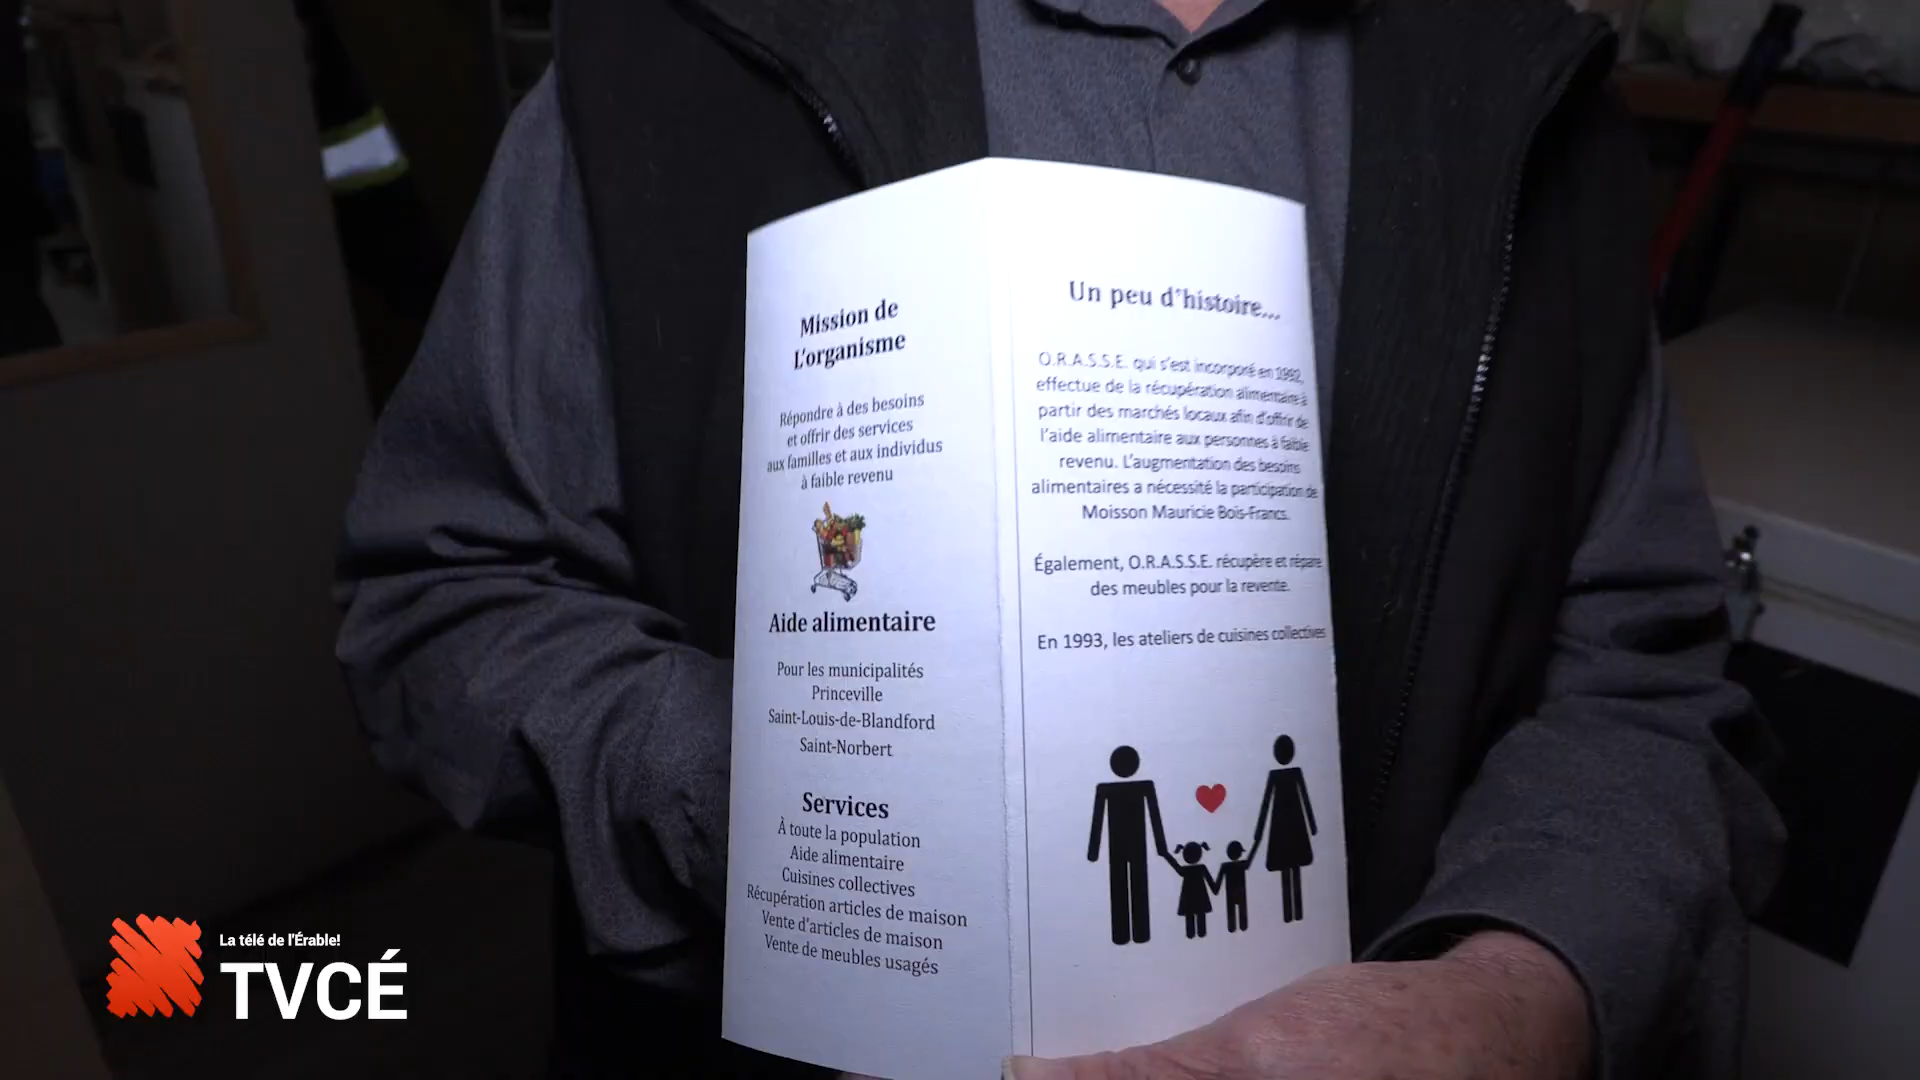 Mission de
L'organisme
Répondre à des besoins
et offrir des services
aux familles et aux individus
à faible revenu
Aide alimentaire
Pour les municipalités
Princeville
Saint-Louis-de-Blandford
Saint-Norbert
Services
À toute la population
Aide alimentaire
Cuisines collectives
Récupération articles de maison
Vente d'articles de maison
Vente de meubles usagés
Un peu d'histoire...
O.R.A.S.S.E. qui s'est incorporé en 1992,
effectue de la récupération alimentaire à
partir des marchés locaux afin d'offrir de
l'aide alimentaire aux personnes à faible
revenu. L'augmentation des besoins
alimentaires a nécessité la participation de
Moisson Mauricie Bois-Francs.
Également, O.R.A.S.S.E. récupère et répare
des meubles pour la revente.
En 1993, les ateliers de cuisines collectives
La télé de l'Érable!
TVCÉ